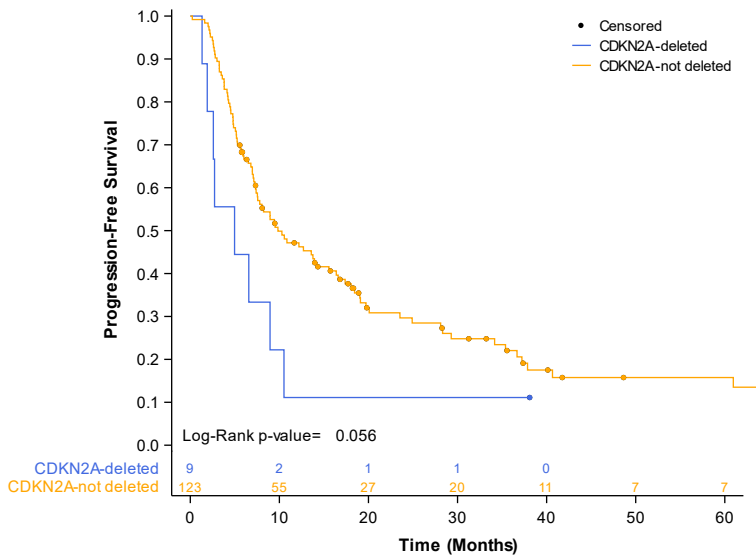 Censored
CDKN2A-deleted
CDKN2A-not deleted
Progression-Free Survival
1.0
0.9
0.8
0.7
0.6
0.5
0.4
0.3
0.2
0.1
0.0
Log-Rank p-value= 0.056
CDKN2A-deleted 9 2 1 1 0
CDKN2A-not deleted 123 55 27 20 11 7 7
0 10 20 30 40 50 60
Time (Months)